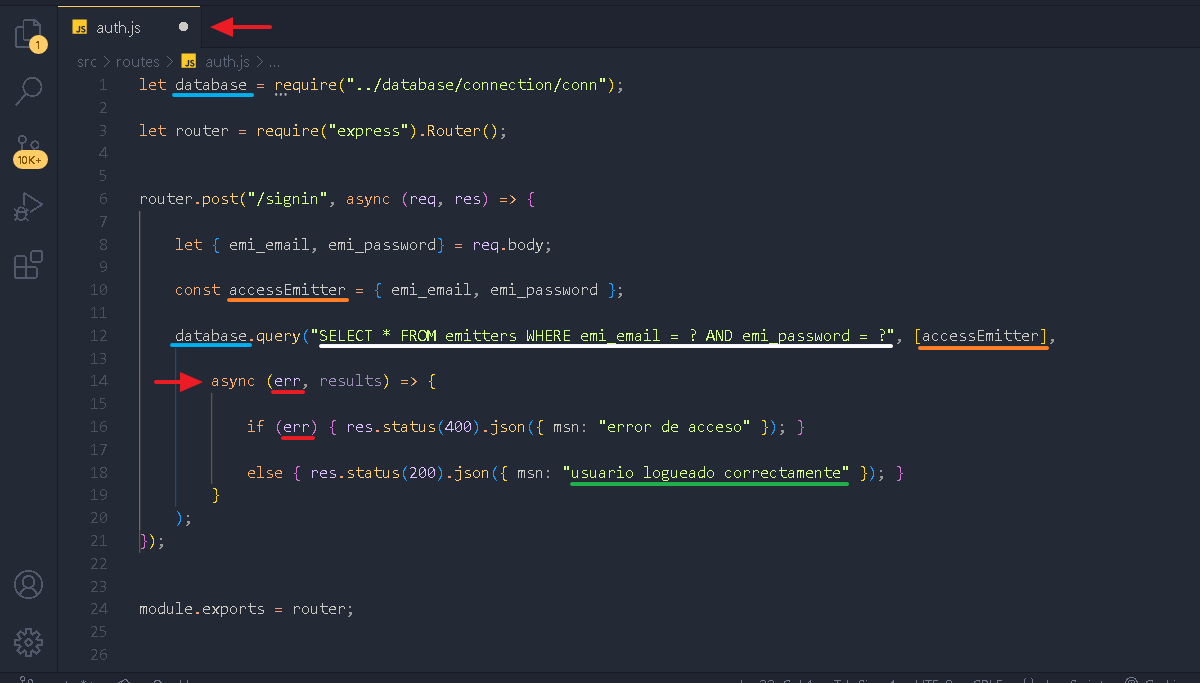 JS auth.js
1
src > routes > JS auth.js > ...
1 let database = require("../database/connection/conn");
2
3 let router = require("express").Router();
4
5
6 router.post("/signin", async (req, res) => {
7
8 let { emi_email, emi_password} = req.body;
9
10 const accessEmitter = { emi_email, emi_password };
11
12 database.query("SELECT * FROM emitters WHERE emi_email = ? AND emi_password = ?", [accessEmitter],
13
14 async (err, results) => {
15
16 if (err) { res.status(400).json({ msn: "error de acceso" }); }
17
18 else { res.status(200).json({ msn: "usuario logueado correctamente" }); }
19 }
20 );
21 });
22
23
24 module.exports = router;
25
26
10K+